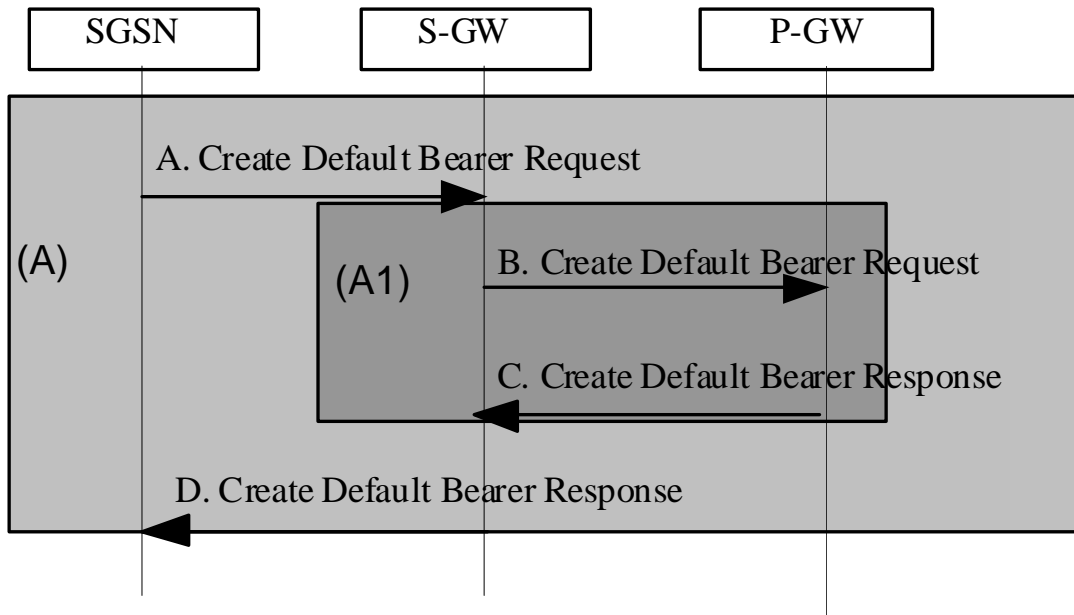 SGSN
S-GW
P-GW
A. Create Default Bearer Request
(A)
(A1)
B. Create Default Bearer Request
C. Create Default Bearer Response
D. Create Default Bearer Response